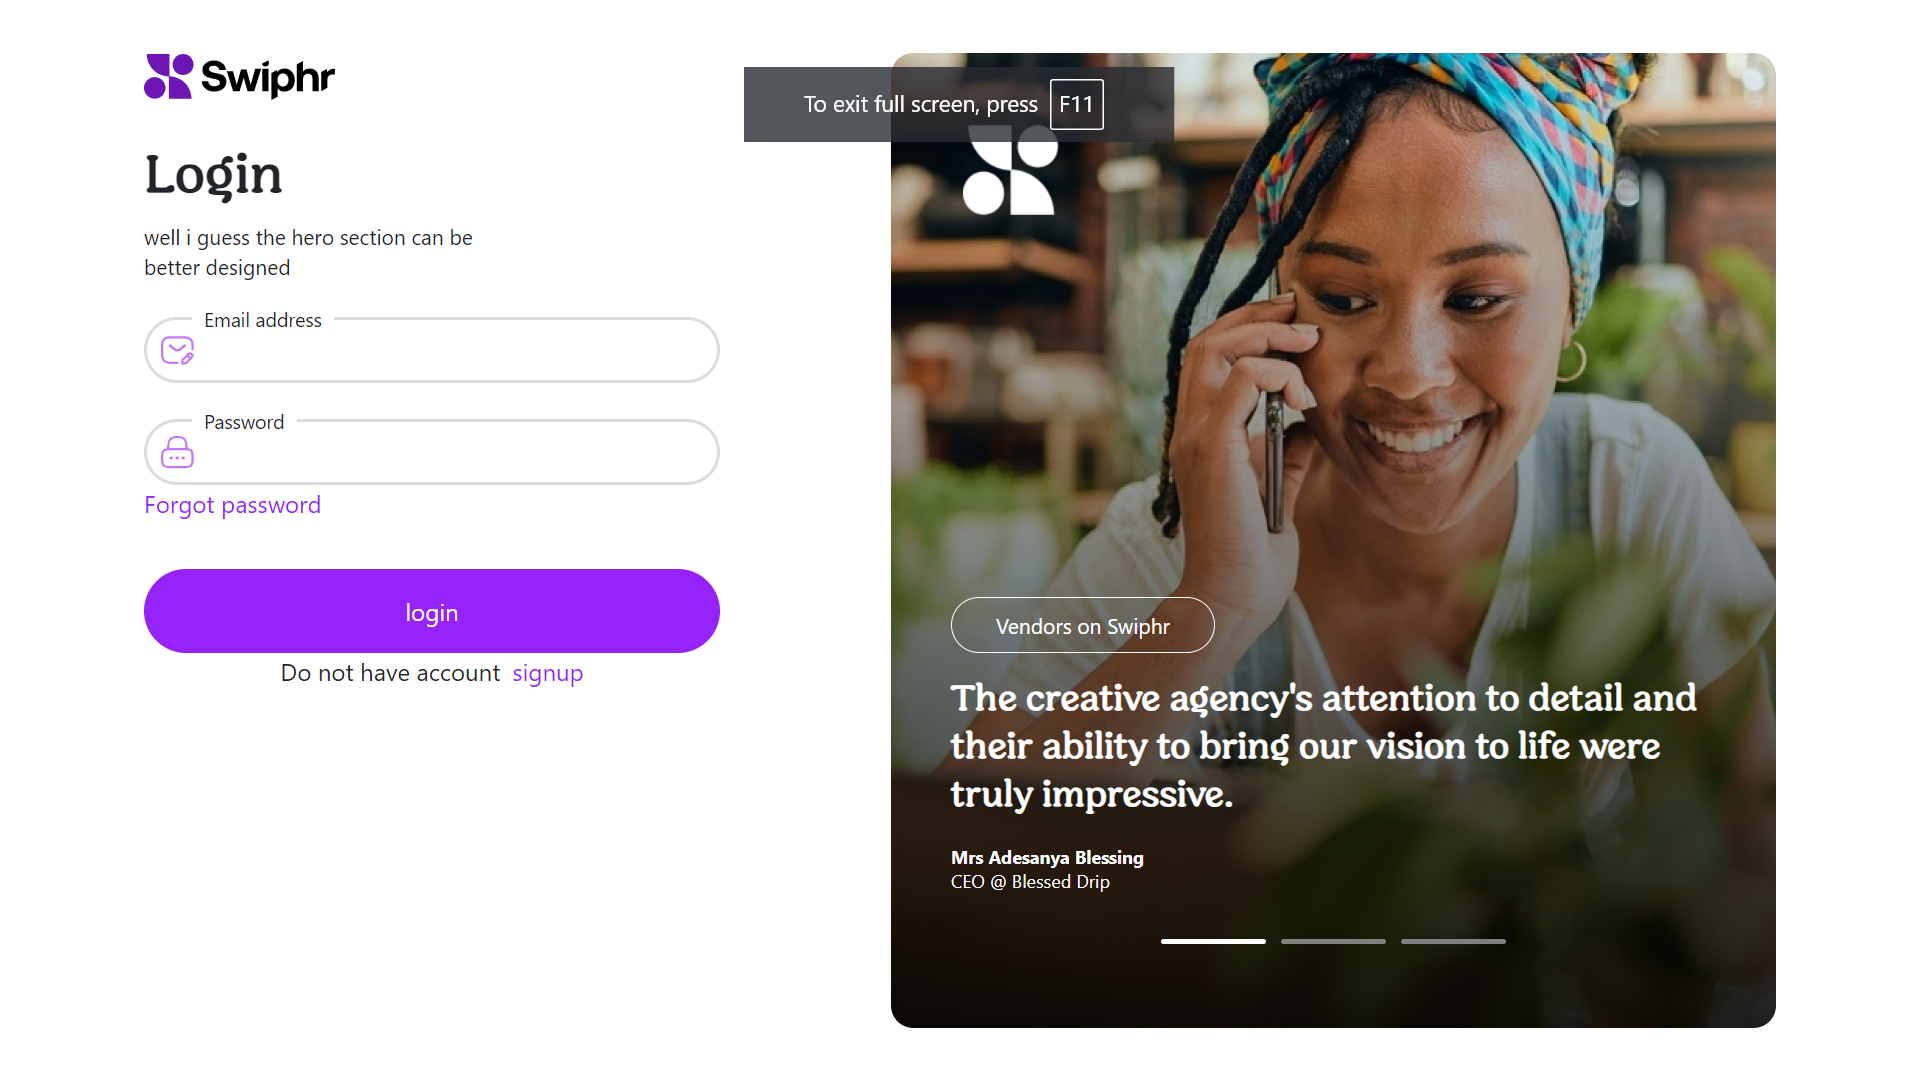 Swiphr
To exit full screen, press F11
Login
well i guess the hero section can be
better designed
Email address
Password
Forgot password
login
Do not have account signup
Vendors on Swiphr
The creative agency's attention to detail and
their ability to bring our vision to life were
truly impressive.
Mrs Adesanya Blessing
CEO @ Blessed Drip